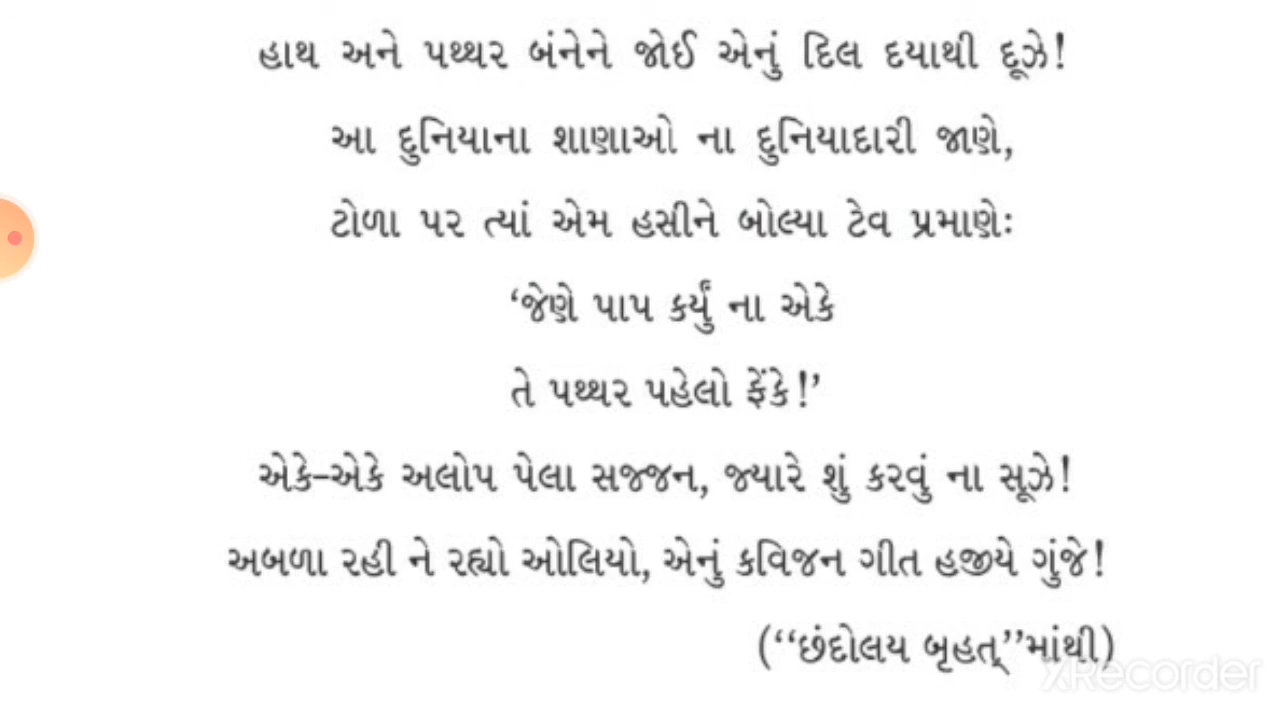 હાથ અને પથ્થર બંનેને જોઈ એનું દિલ દયાથી દૂઝે!
આ દુનિયાના શાણાઓ ના દુનિયાદારી જાણે,
ટોળા પર ત્યાં એમ હસીને બોલ્યા ટેવ પ્રમાણેઃ
‘જેણે પાપ કર્યું ના એકે
તે પથ્થર પહેલો ફેંકે!’
એકે–એકે અલોપ પેલા સજ્જન, જ્યારે શું કરવું ના સૂઝે!
અબળા રહી ને રહ્યો ઓલિયો, એનું કવિજન ગીત હજીયે ગુંજે!
(‘‘છંદોલય બૃહત્’’માંથી)
XRecorder